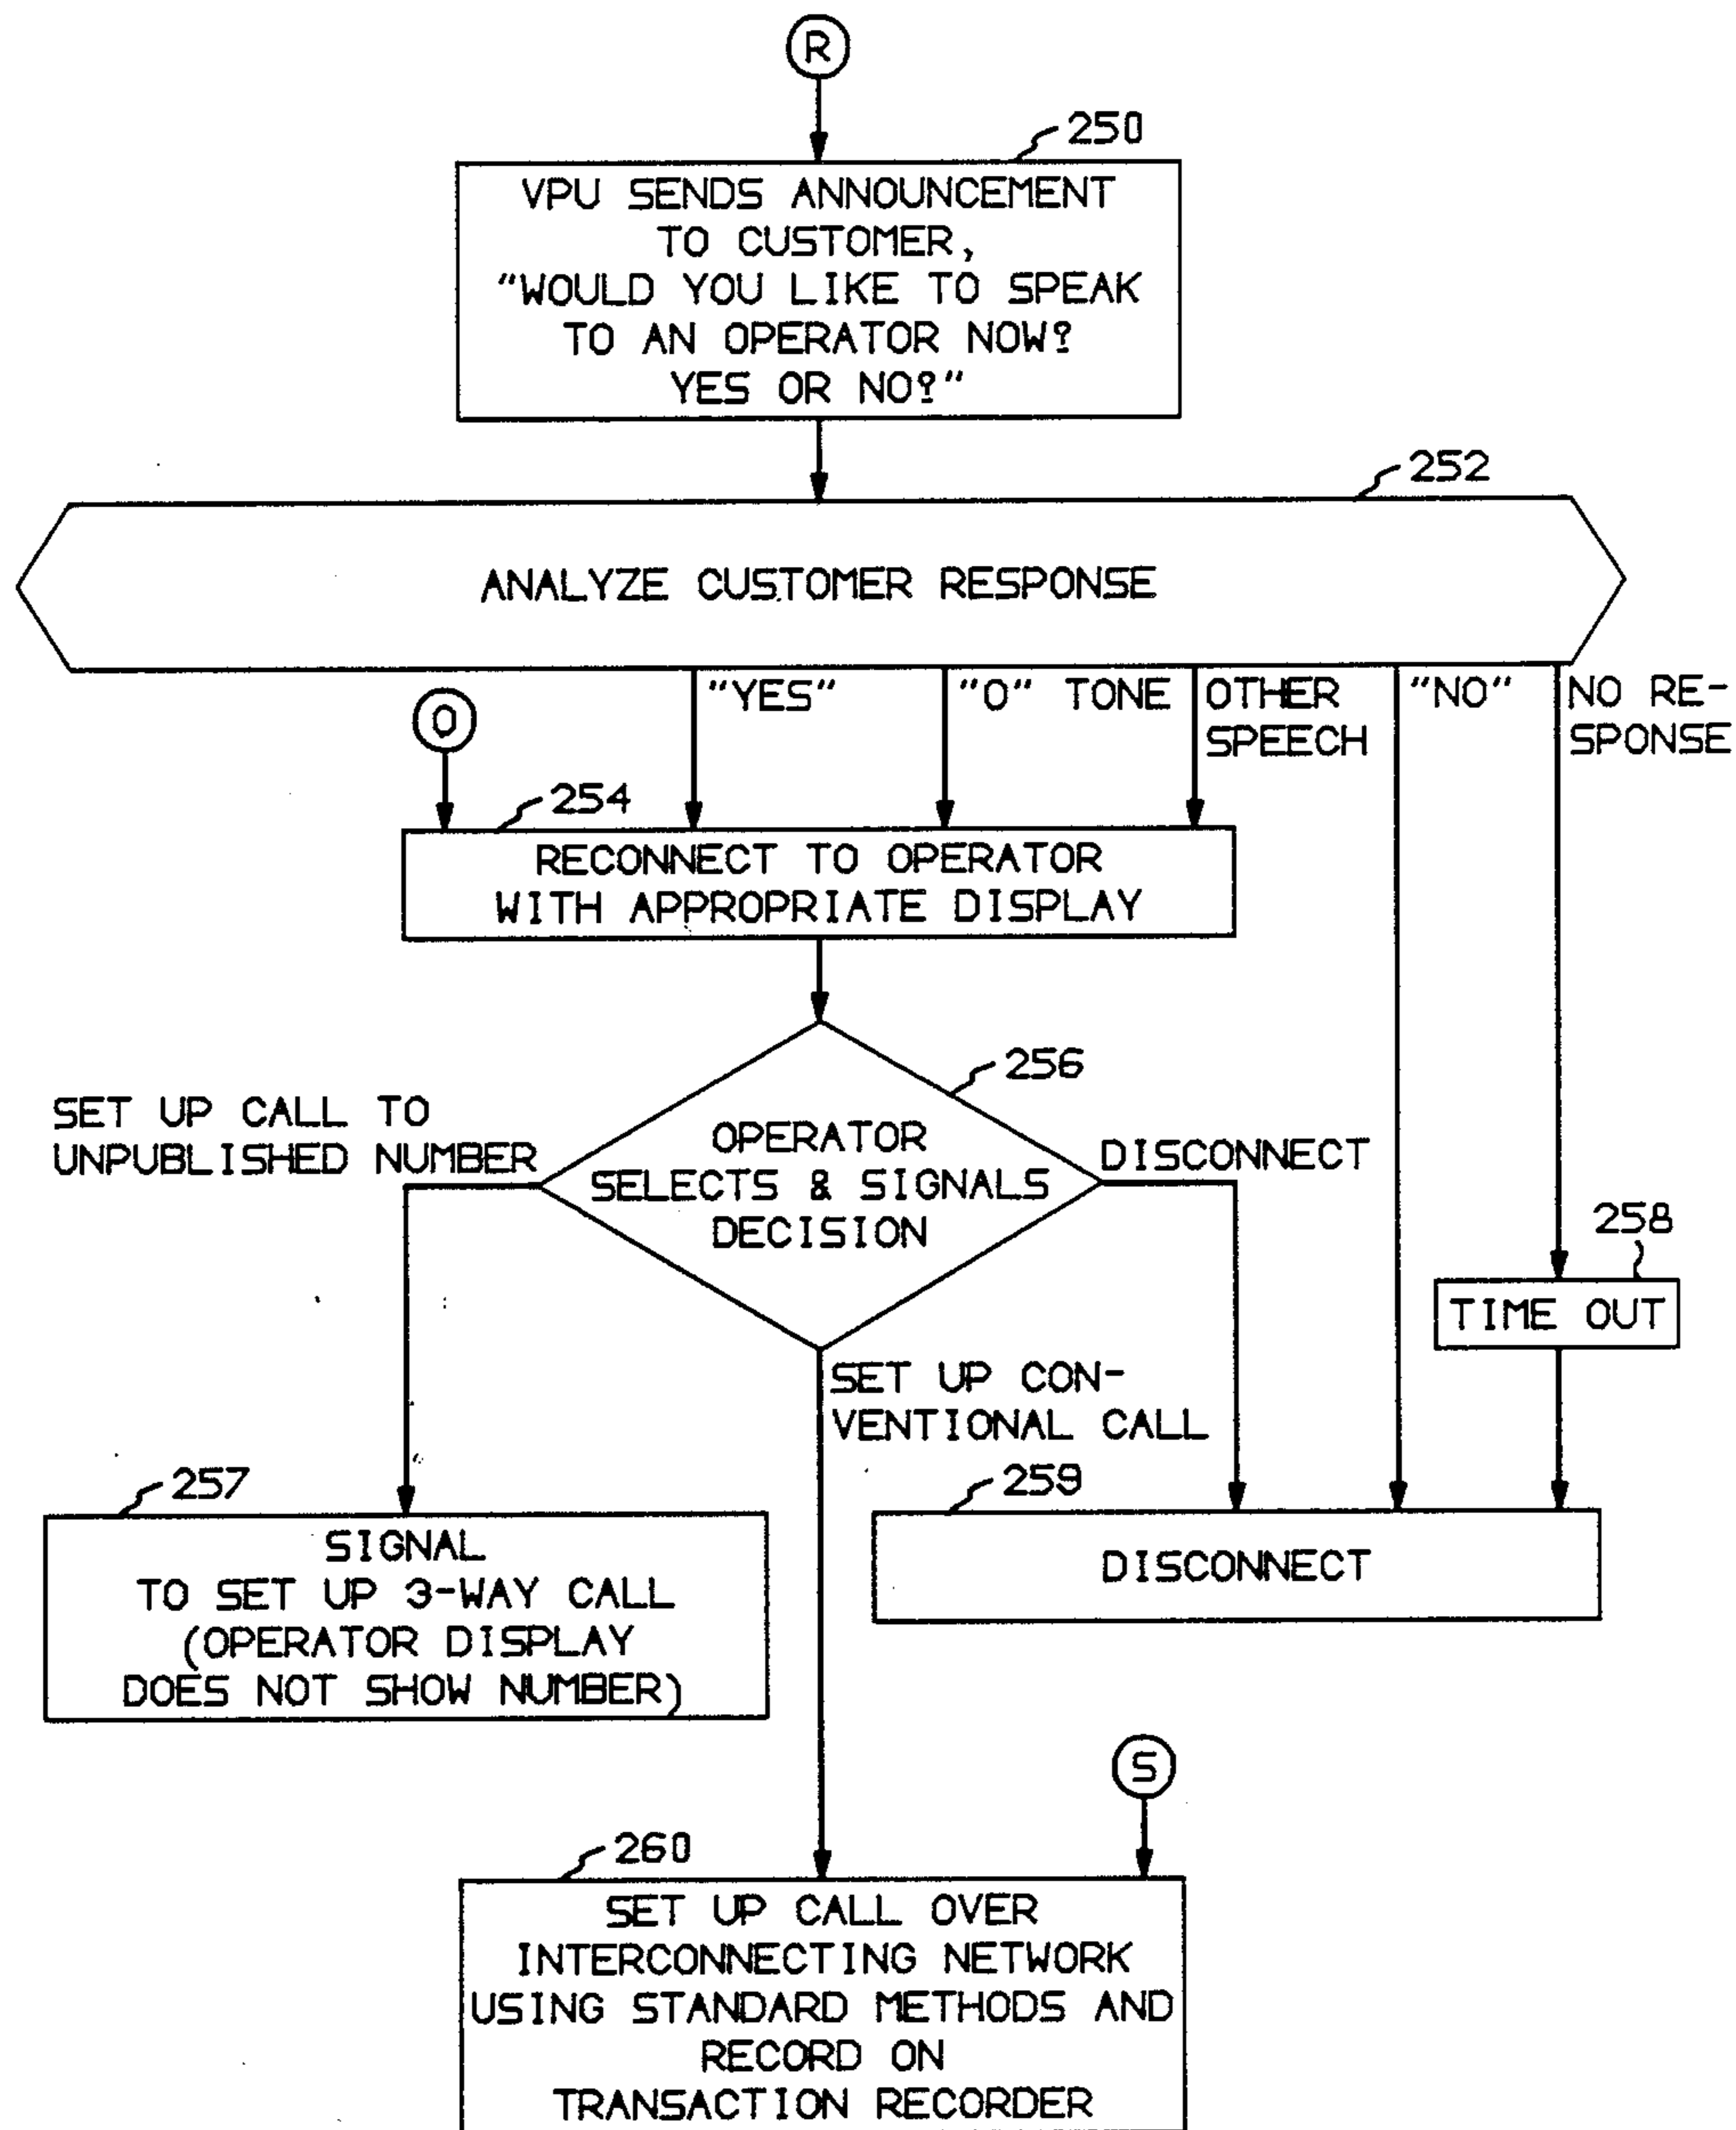 R
250
VPU SENDS ANNOUNCEMENT
TO CUSTOMER,
"WOULD YOU LIKE TO SPEAK
TO AN OPERATOR NOW?
YES OR NO?"
252
ANALYZE CUSTOMER RESPONSE
"YES"
"0" TONE
OTHER
SPEECH
"NO"
NO RE-
SPONSE
O
254
RECONNECT TO OPERATOR
WITH APPROPRIATE DISPLAY
256
OPERATOR
SELECTS & SIGNALS
DECISION
SET UP CALL TO
UNPUBLISHED NUMBER
DISCONNECT
258
TIME OUT
SET UP CON-
VENTIONAL CALL
257
SIGNAL
TO SET UP 3-WAY CALL
(OPERATOR DISPLAY
DOES NOT SHOW NUMBER)
259
DISCONNECT
S
260
SET UP CALL OVER
INTERCONNECTING NETWORK
USING STANDARD METHODS AND
RECORD ON
TRANSACTION RECORDER